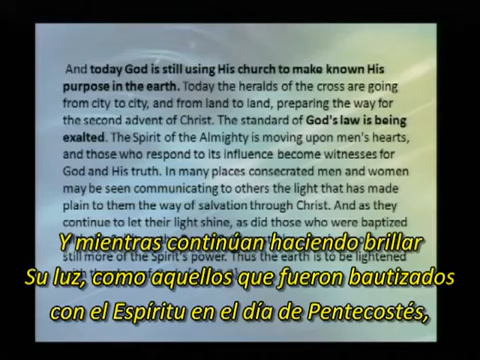 And today God is still using His church to make known His
purpose in the earth. Today the heralds of the cross are going
from city to city, and from land to land, preparing the way for
the second advent of Christ. The standard of God's law is being
exalted. The Spirit of the Almighty is moving upon men's hearts,
and those who respond to its influence become witnesses for
God and His truth. In many places consecrated men and women
may be seen communicating to others the light that has made
plain to them the way of salvation through Christ. And as they
continue to let their light shine, as did those who were baptized
Y mientras continúan haciendo brillar
still more of the Spirit's power. Thus the earth is to be lightened
Su luz, como aquellos que fueron bautizados
con el Espíritu en el día de Pentecostés,